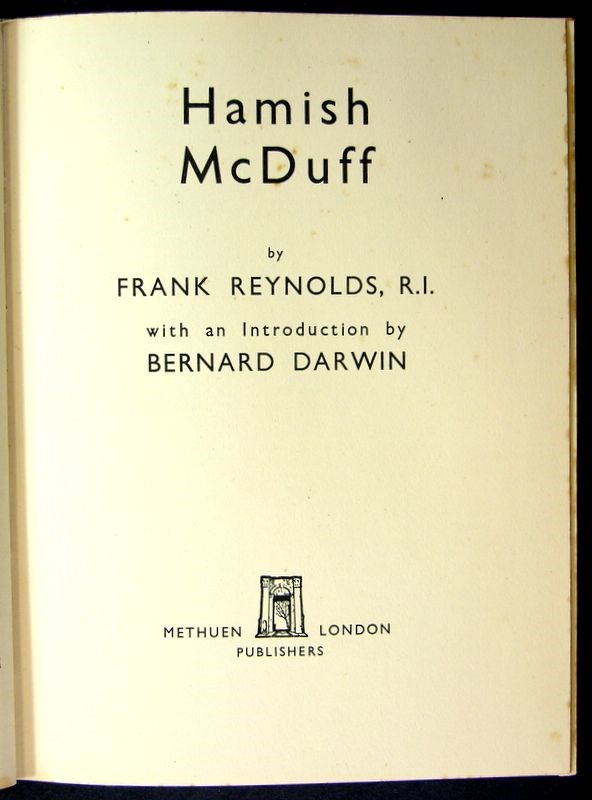 Hamish
McDuff
by
FRANK REYNOLDS, R.I.
with an Introduction by
BERNARD DARWIN
METHUEN LONDON
PUBLISHERS